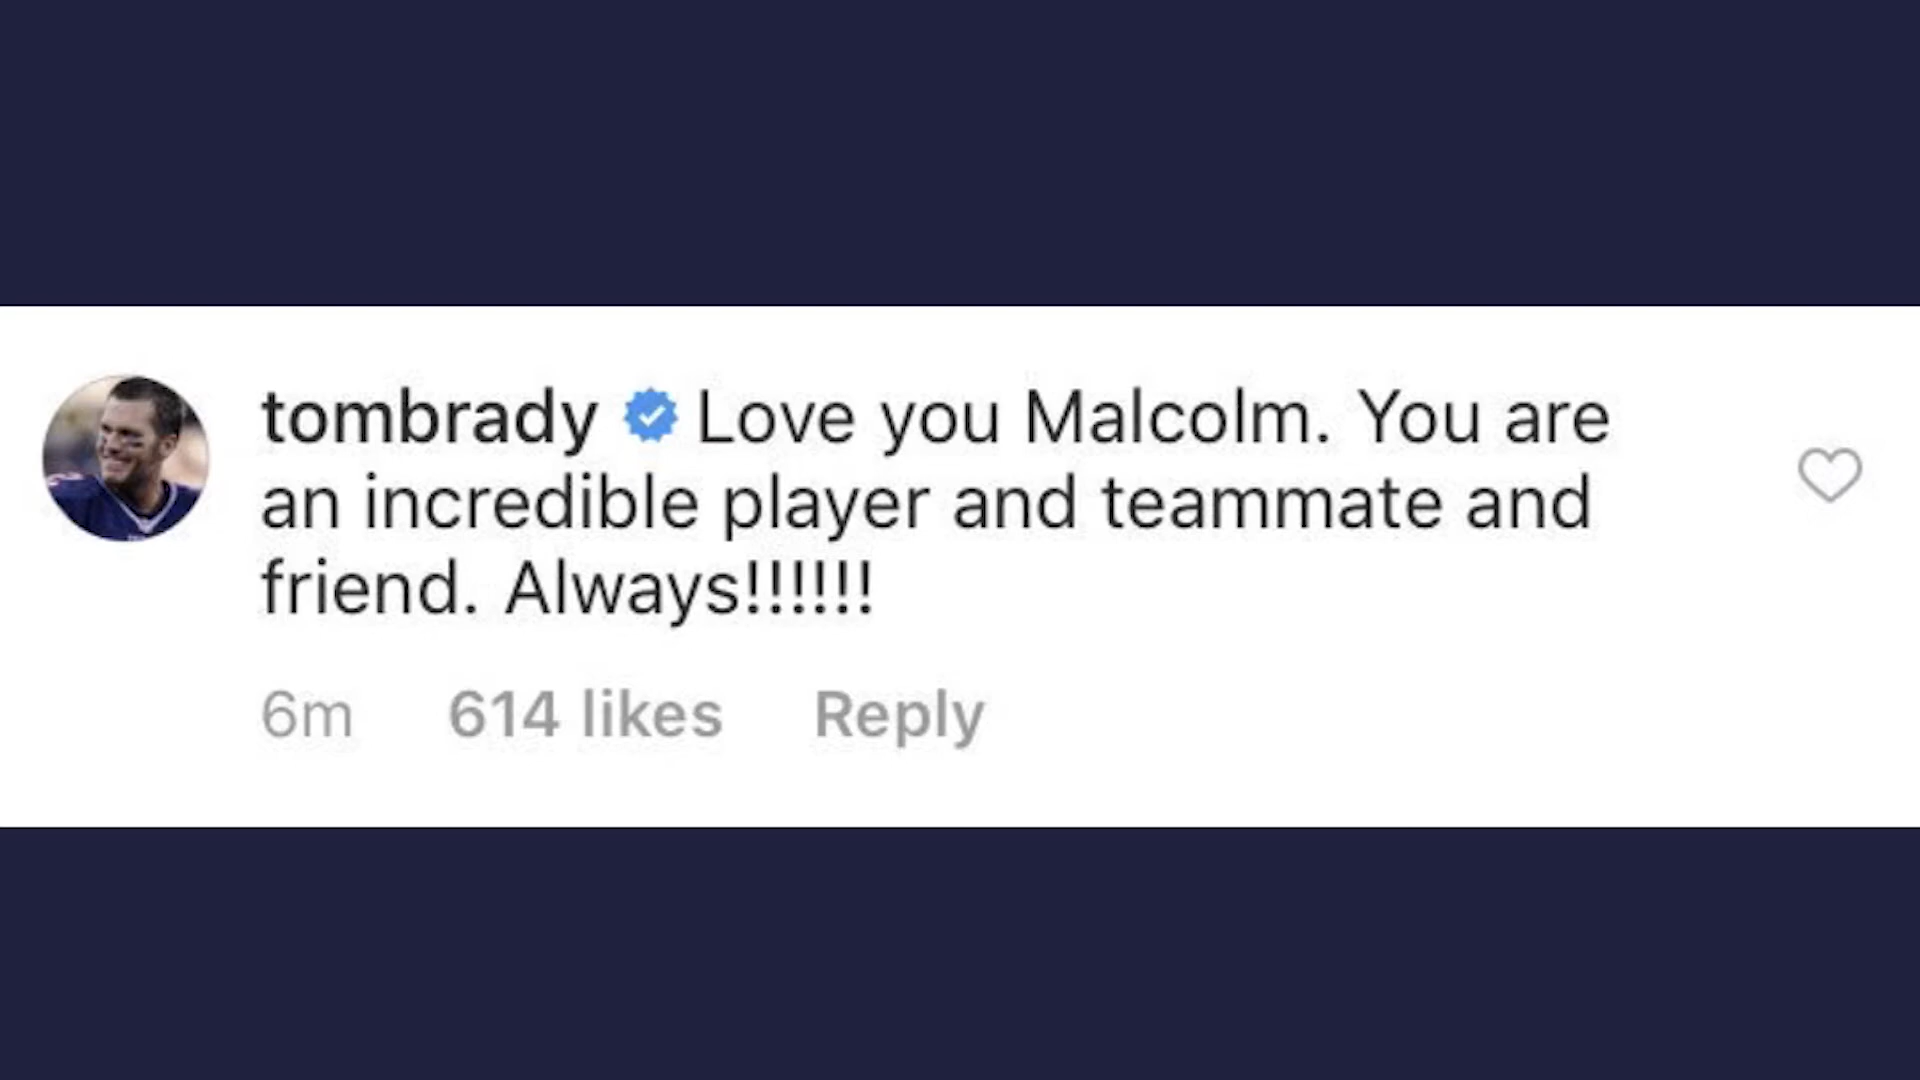 tombrady Love you Malcolm. You are
an incredible player and teammate and
friend. Always!!!!!!
6m 614 likes Reply